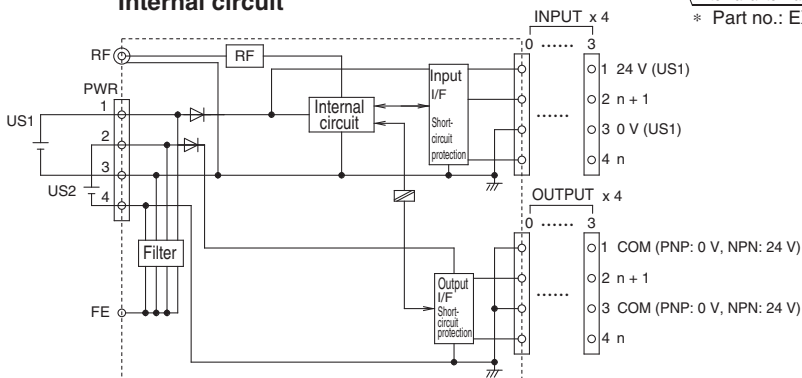 Internal circuit
INPUT x 4
* Part no.: E
RF
RF
0 ...... 3
PWR
Input
I/F
Short-
circuit
protection
1 24 V (US1)
2 n + 1
......
3 0 V (US1)
4 n
US1
1
2
3
4
US2
Internal
circuit
OUTPUT x 4
0 ...... 3
Filter
Output
I/F
Short-
circuit
protection
1 COM (PNP: 0 V, NPN: 24 V)
2 n + 1
......
3 COM (PNP: 0 V, NPN: 24 V)
4 n
FE